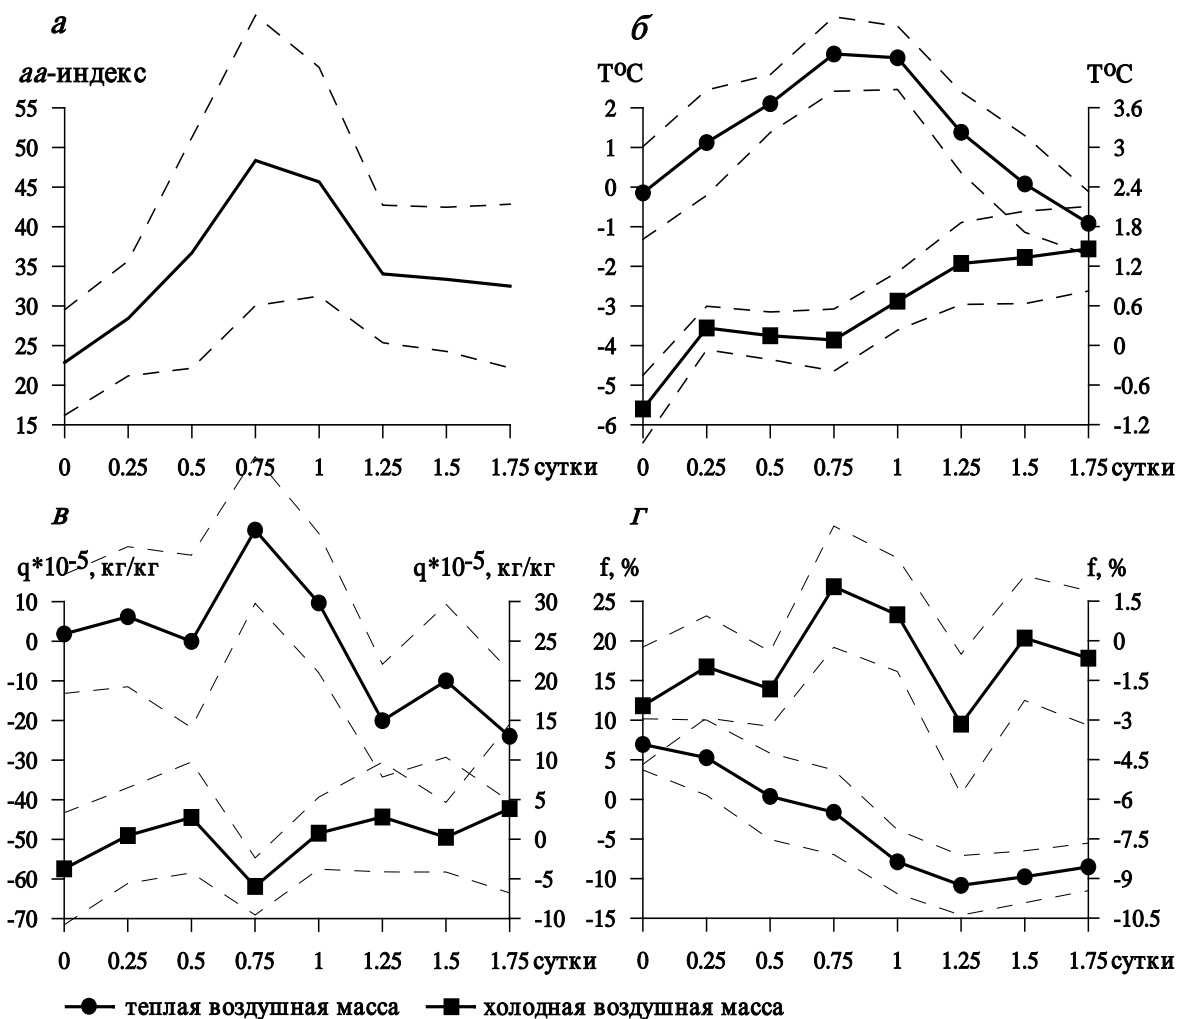 а
aa-индекс
55
50
45
40
35
30
25
20
15
0 0.25 0.5 0.75 1 1.25 1.5 1.75 сутки
б
T°C T°C
2 3.6
1 3
0 2.4
-1 1.8
-2 1.2
-3 0.6
-4 0
-5 -0.6
-6 -1.2
0 0.25 0.5 0.75 1 1.25 1.5 1.75 сутки
в
q*10-5, кг/кг q*10-5, кг/кг
10 30
0 25
-10 20
-20 15
-30 10
-40 5
-50 0
-60 -5
-70 -10
0 0.25 0.5 0.75 1 1.25 1.5 1.75 сутки
г
f, % f, %
25 1.5
20 0
15 -1.5
10 -3
5 -4.5
0 -6
-5 -7.5
-10 -9
-15 -10.5
0 0.25 0.5 0.75 1 1.25 1.5 1.75 сутки
теплая воздушная масса холодная воздушная масса